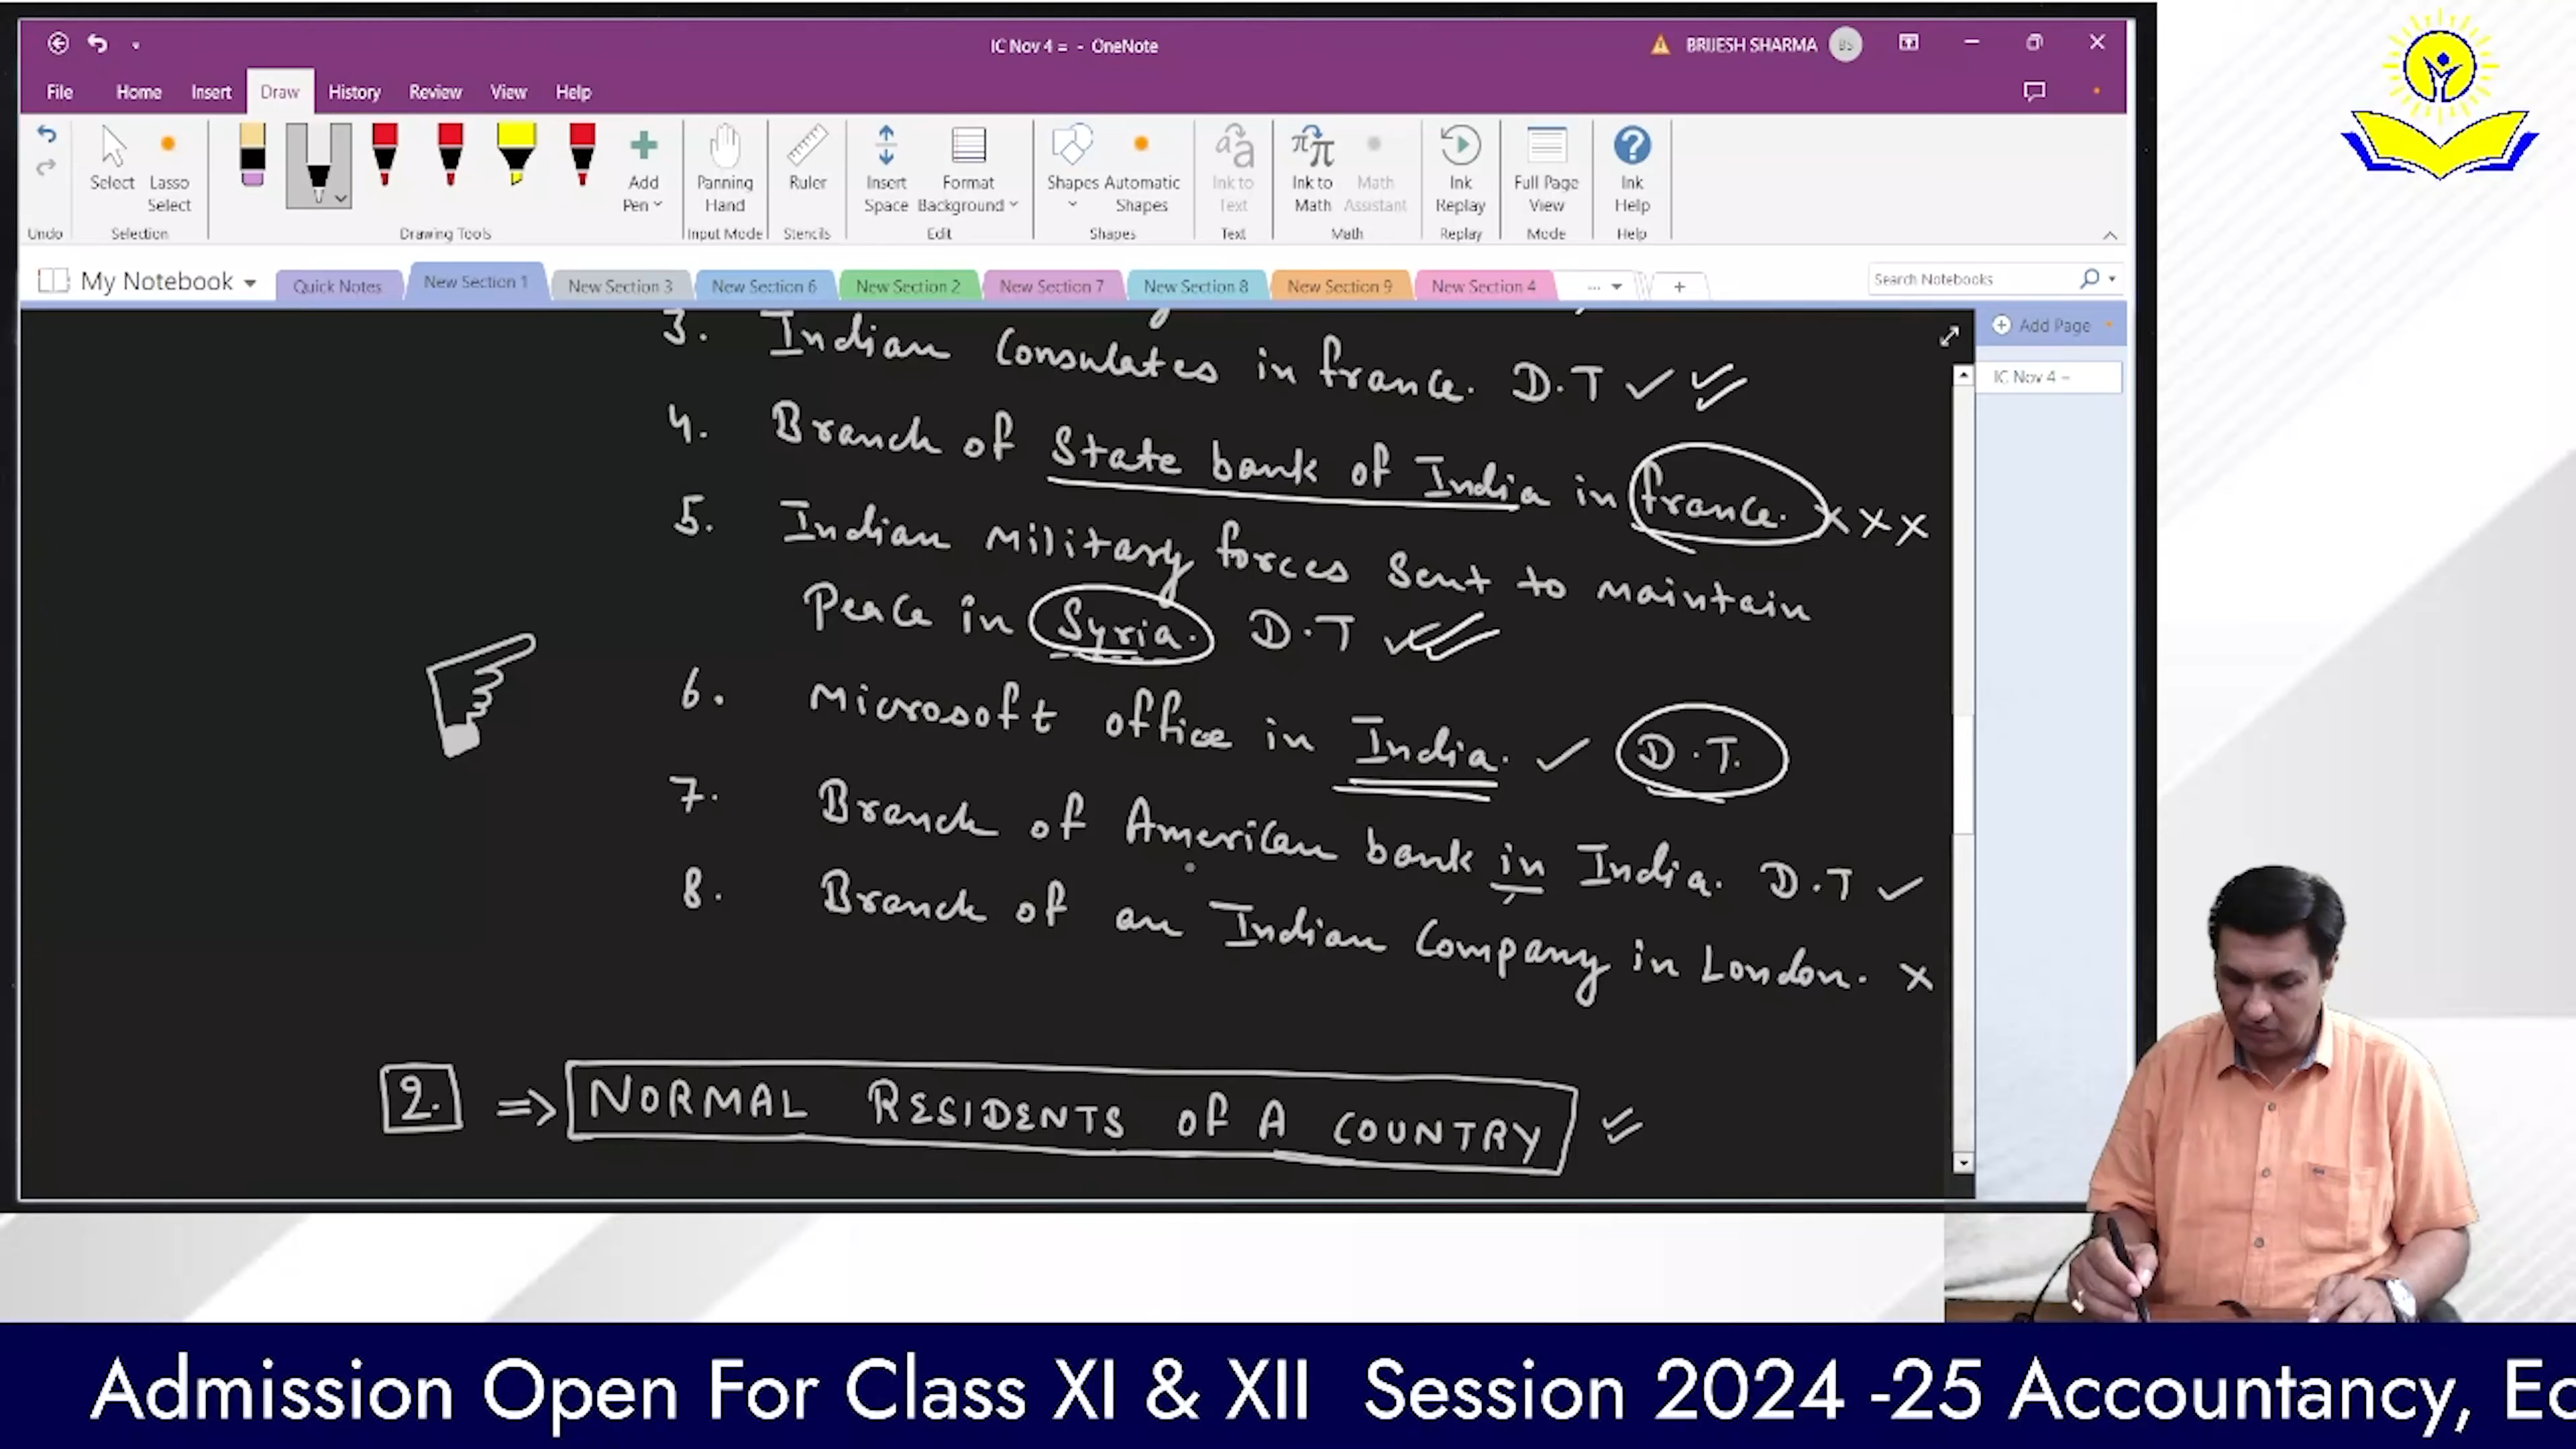 IC Nov 4 = - OneNote
BRIJESH SHARMA BS
File Home Insert Draw History Review View Help
Select
Lasso Select
Add Pen
Panning Hand
Ruler
Insert Space
Format Background
Shapes
Automatic Shapes
Ink to Text
Ink to Math
Math Assistant
Ink Replay
Full Page View
Ink Help
Undo Selection Drawing Tools Input Mode Stencils Edit Shapes Text Math Replay Mode Help
My Notebook Quick Notes New Section 1 New Section 3 New Section 6 New Section 2 New Section 7 New Section 8 New Section 9 New Section 4 ... + Search Notebooks
Add Page
IC Nov 4 =
3. Indian Consulates in france. D.T ✓ ✓
4. Branch of State bank of India in france. x x x
5. Indian Military forces Sent to maintain
Peace in Syria. D.T ✓
6. Microsoft office in India. ✓ D.T.
7. Branch of American bank in India. D.T ✓
8. Branch of an Indian Company in London. x
2. => NORMAL RESIDENTS Of A COUNTRY
Admission Open For Class XI & XII Session 2024 -25 Accountancy, Ec